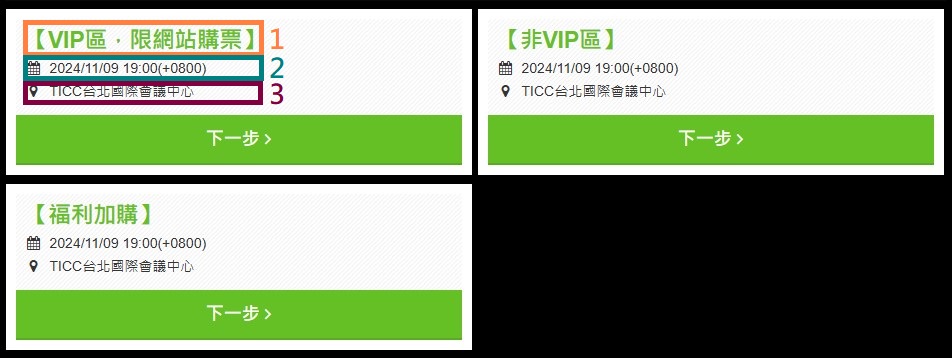 【VIP區．限網站購票】 1
2024/11/09 19:00(+0800) 2
TICC台北國際會議中心 3
下一步 >
【非VIP區】
2024/11/09 19:00(+0800)
TICC台北國際會議中心
下一步 >
【福利加購】
2024/11/09 19:00(+0800)
TICC台北國際會議中心
下一步 >